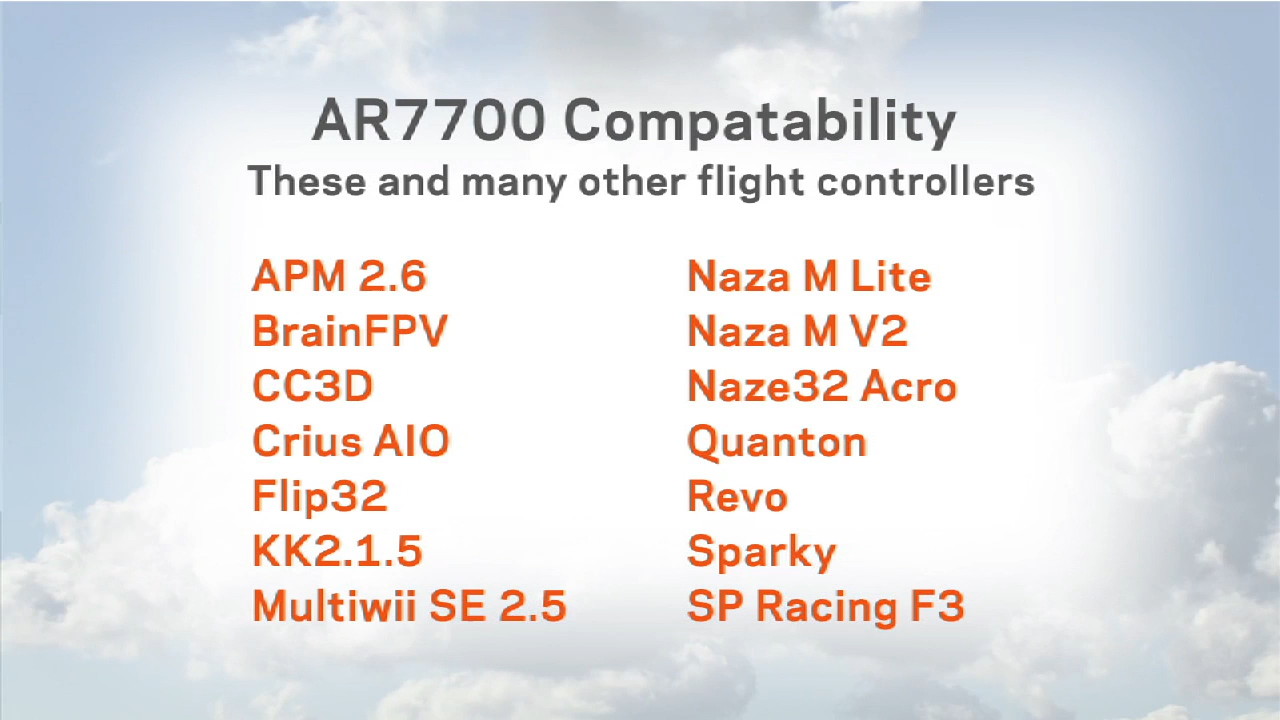 AR7700 Compatability
These and many other flight controllers
APM 2.6
BrainFPV
CC3D
Crius AIO
Flip32
KK2.1.5
Multiwii SE 2.5
Naza M Lite
Naza M V2
Naze32 Acro
Quanton
Revo
Sparky
SP Racing F3